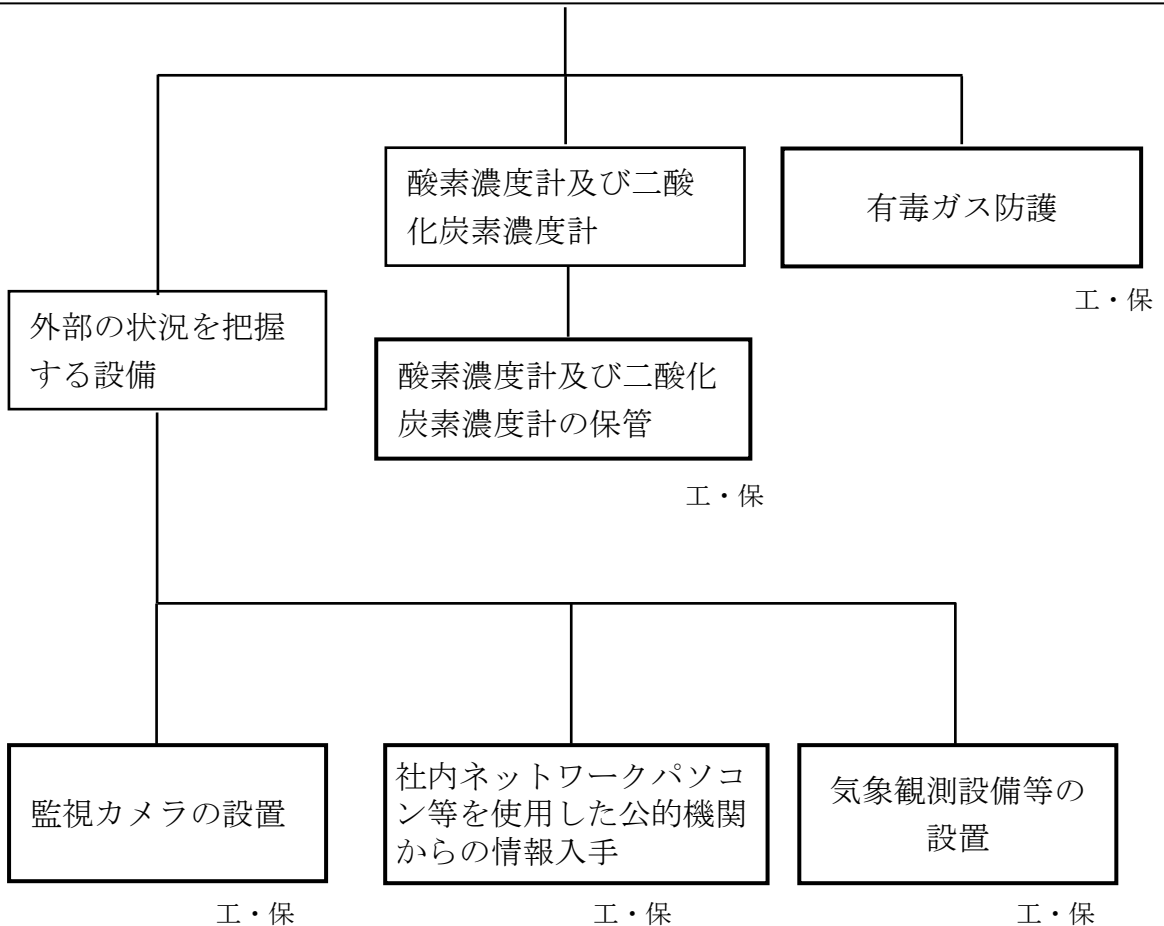 酸素濃度計及び二酸
化炭素濃度計
有毒ガス防護
工・保
外部の状況を把握
する設備
酸素濃度計及び二酸化
炭素濃度計の保管
工・保
監視カメラの設置
工・保
社内ネットワークパソコ
ン等を使用した公的機関
からの情報入手
工・保
気象観測設備等の
設置
工・保